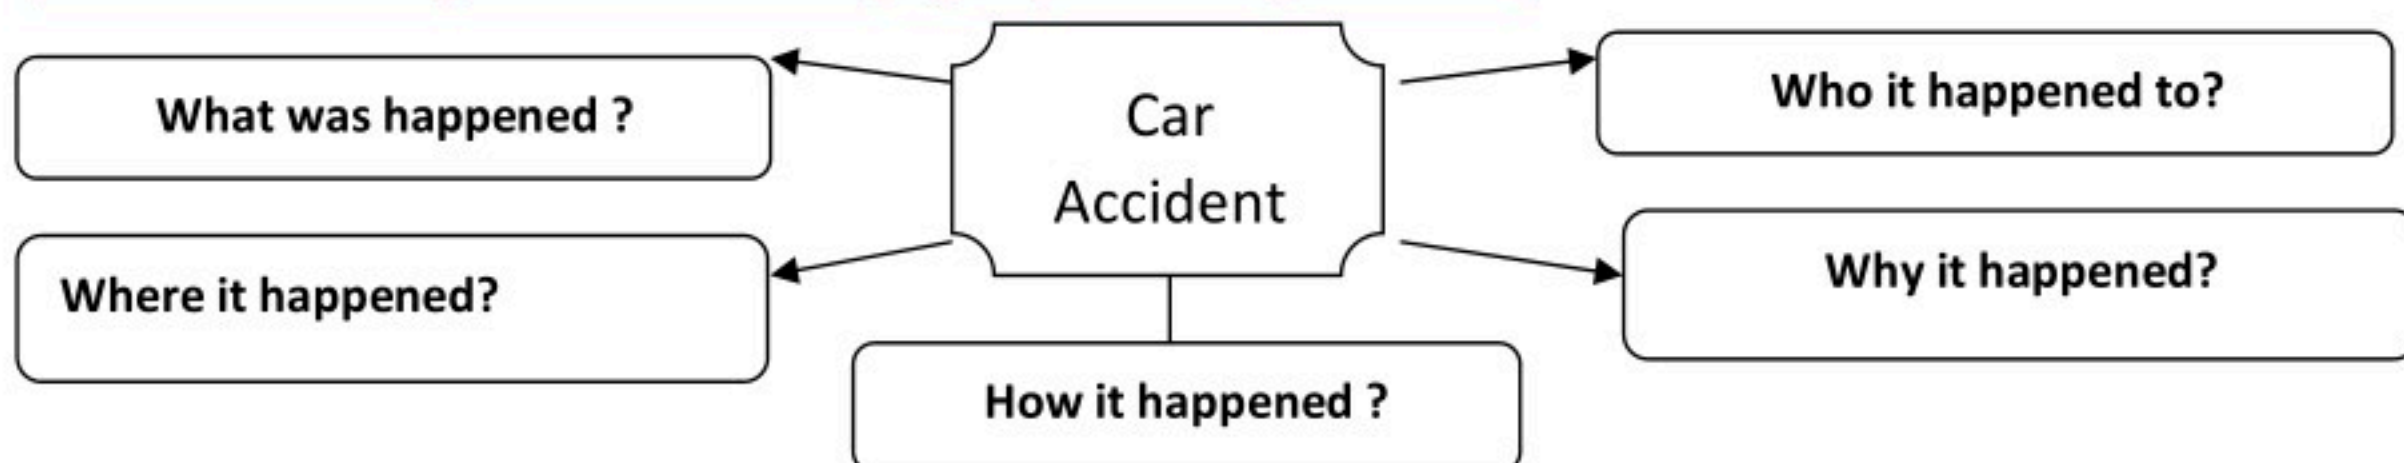 What was happened ?
Car
Accident
Who it happened to?
Where it happened?
Why it happened?
How it happened ?